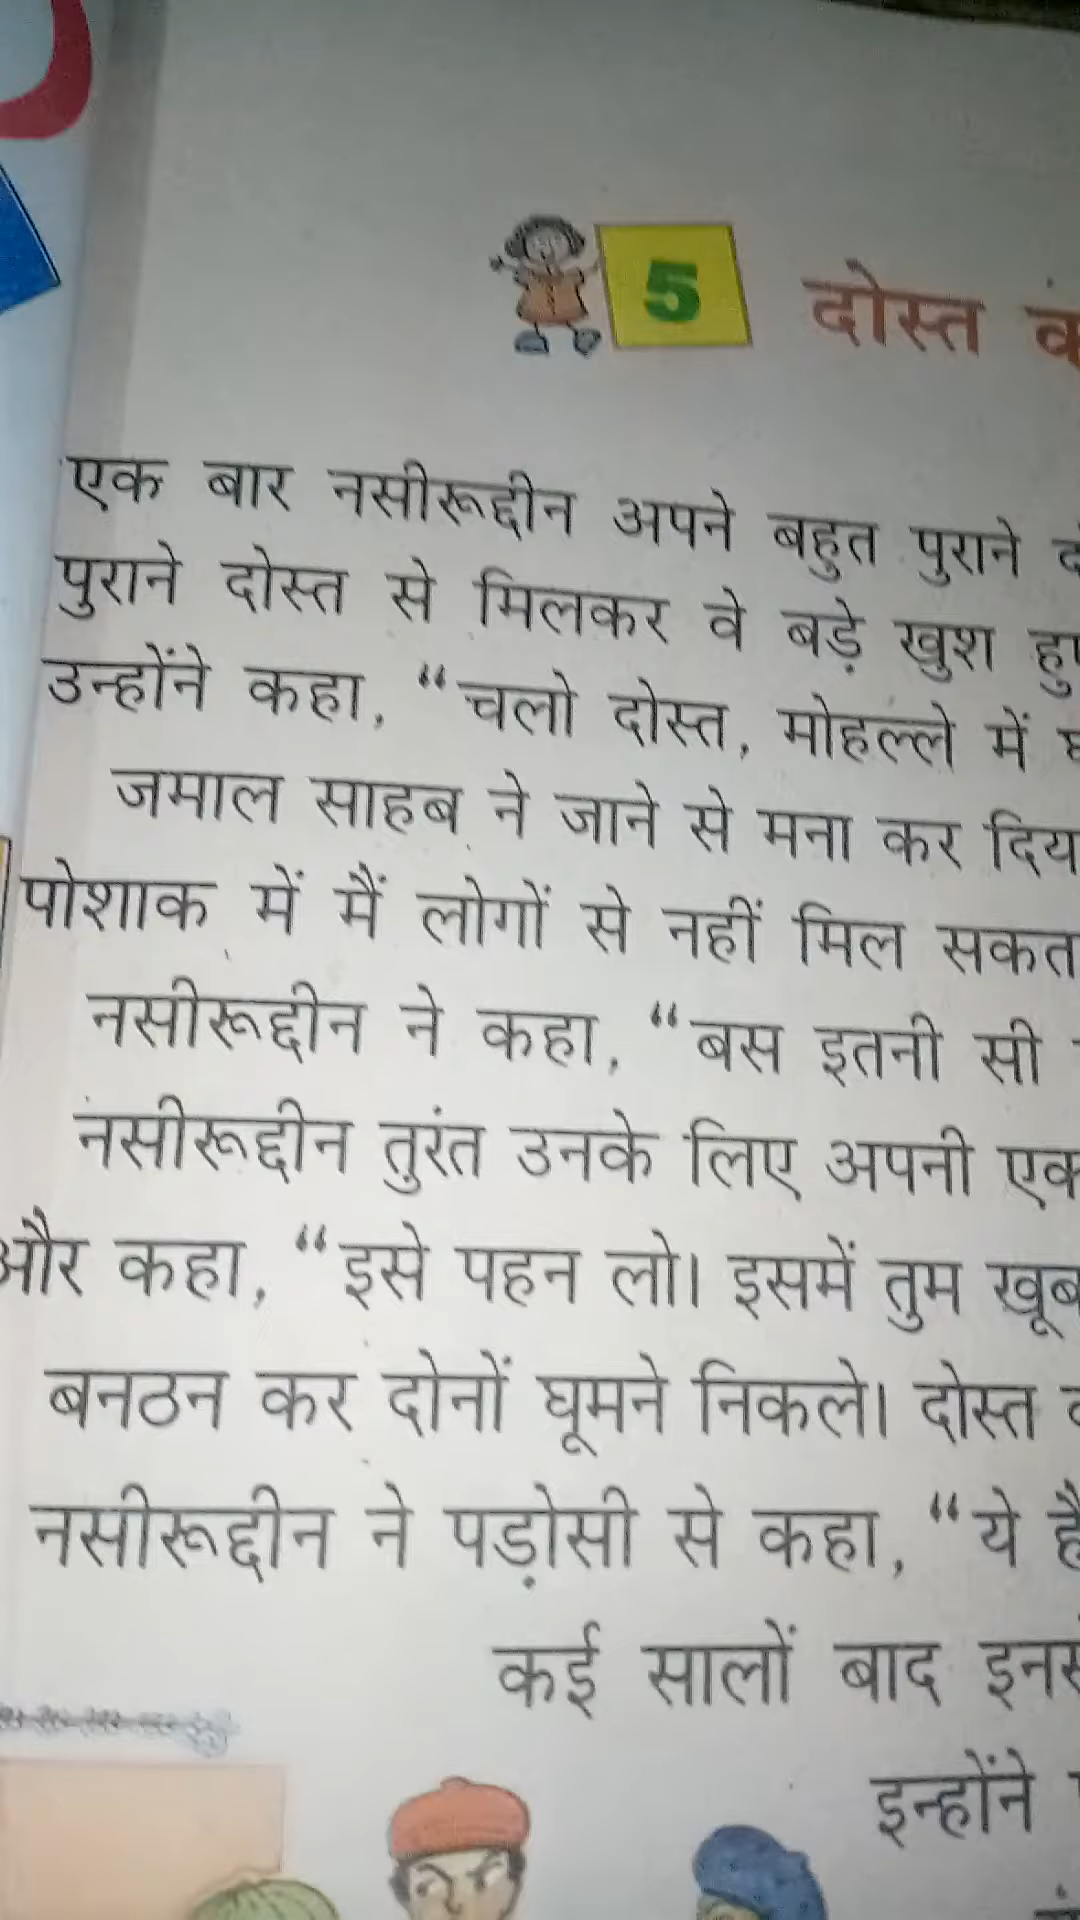 5 दोस्त
एक बार नसीरूद्दीन अपने बहुत पुराने
पुराने दोस्त से मिलकर वे बड़े खुश
उन्होंने कहा, “चलो दोस्त, मोहल्ले में
जमाल साहब ने जाने से मना कर
पोशाक में मैं लोगों से नहीं मिल
नसीरूद्दीन ने कहा, “बस इतनी सी
नसीरूद्दीन तुरंत उनके लिए अपनी
और कहा, “इसे पहन लो। इसमें तुम
बनठन कर दोनों घूमने निकले। दोस्त
नसीरूद्दीन ने पड़ोसी से कहा, “ये
कई सालों बाद
इन्होंने